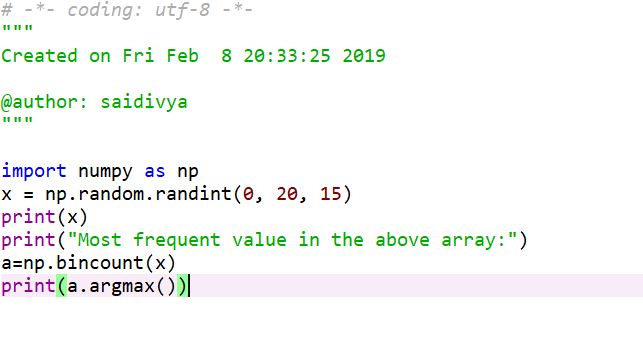 # -*- coding: utf-8 -*-
"""
Created on Fri Feb  8 20:33:25 2019
@author: saidivya
"""
import numpy as np
x = np.random.randint(0, 20, 15)
print(x)
print("Most frequent value in the above array:")
a=np.bincount(x)
print(a.argmax())